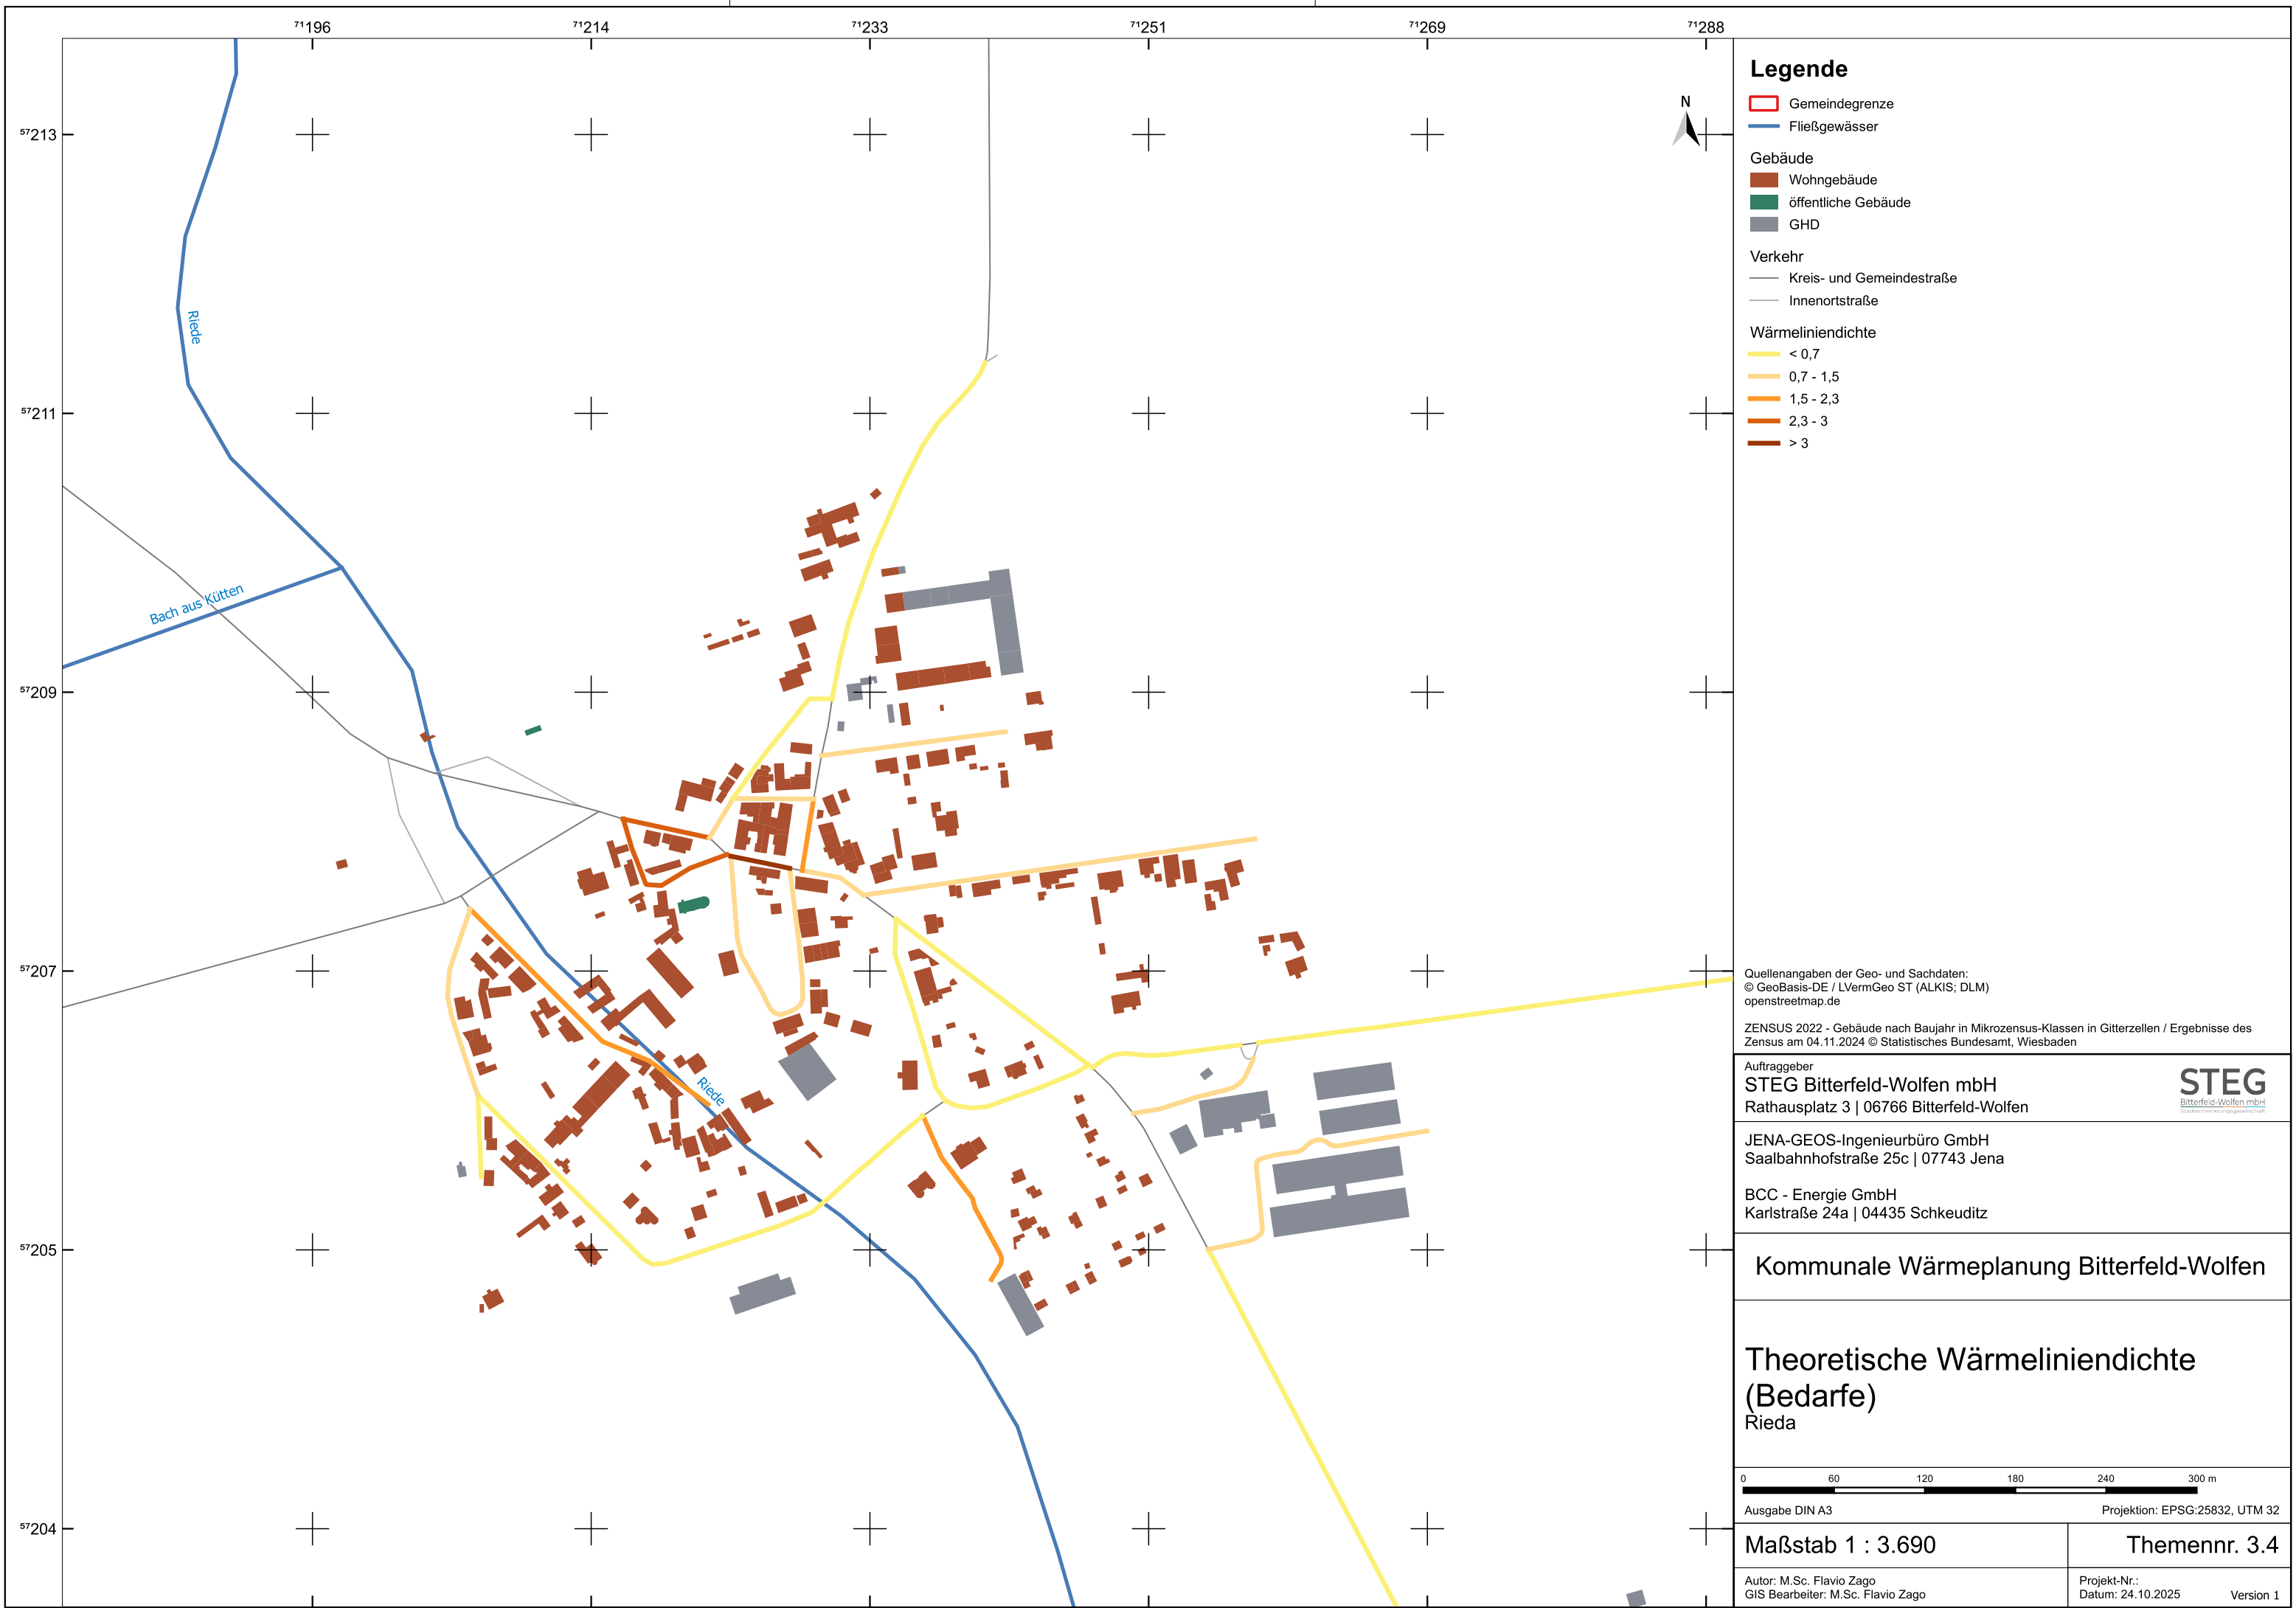 71196
71214
71233
71251
71269
71288
57213
57211
57209
57207
57205
57204
N
Riede
Bach aus Kütten
Riede
Legende
Gemeindegrenze
Fließgewässer
Gebäude
Wohngebäude
öffentliche Gebäude
GHD
Verkehr
Kreis- und Gemeindestraße
Innenortstraße
Wärmeliniendichte
< 0,7
0,7 - 1,5
1,5 - 2,3
2,3 - 3
> 3
Quellenangaben der Geo- und Sachdaten:
© GeoBasis-DE / LVermGeo ST (ALKIS; DLM)
openstreetmap.de
ZENSUS 2022 - Gebäude nach Baujahr in Mikrozensus-Klassen in Gitterzellen / Ergebnisse des
Zensus am 04.11.2024 © Statistisches Bundesamt, Wiesbaden
Auftraggeber
STEG Bitterfeld-Wolfen mbH
Rathausplatz 3 | 06766 Bitterfeld-Wolfen
STEG
Bitterfeld-Wolfen mbH
Stadtentwicklungsgesellschaft
JENA-GEOS-Ingenieurbüro GmbH
Saalbahnhofstraße 25c | 07743 Jena
BCC - Energie GmbH
Karlstraße 24a | 04435 Schkeuditz
Kommunale Wärmeplanung Bitterfeld-Wolfen
Theoretische Wärmeliniendichte
(Bedarfe)
Rieda
0 60 120 180 240 300 m
Ausgabe DIN A3
Projektion: EPSG:25832, UTM 32
Maßstab 1 : 3.690
Themennr. 3.4
Autor: M.Sc. Flavio Zago
GIS Bearbeiter: M.Sc. Flavio Zago
Projekt-Nr.:
Datum: 24.10.2025
Version 1